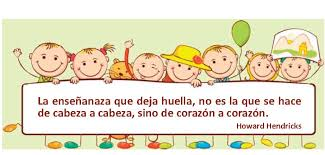 La enseñanaza que deja huella, no es la que se hace
de cabeza a cabeza, sino de corazón a corazón.
Howard Hendricks